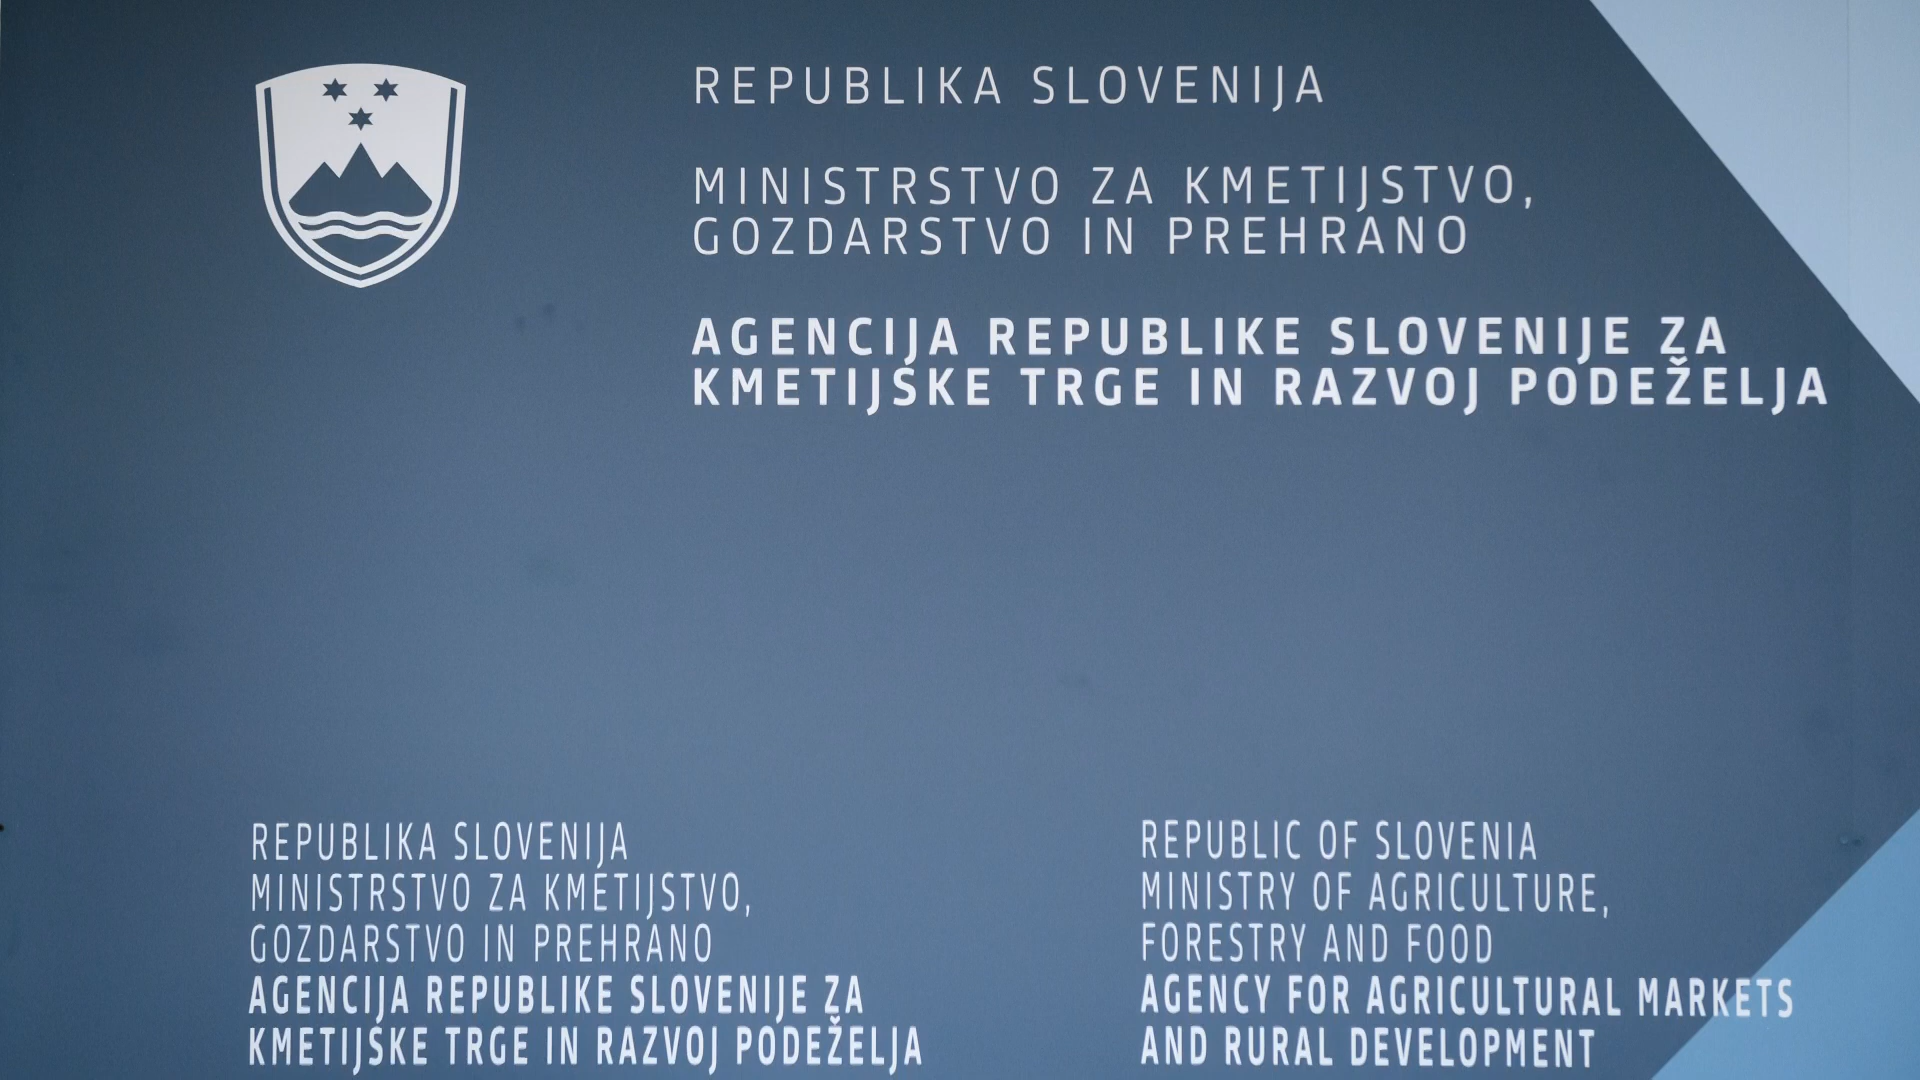 REPUBLIKA SLOVENIJA
MINISTRSTVO ZA KMETIJSTVO,
GOZDARSTVO IN PREHRANO
AGENCIJA REPUBLIKE SLOVENIJE ZA
KMETIJSKE TRGE IN RAZVOJ PODEŽELJA
REPUBLIKA SLOVENIJA
MINISTRSTVO ZA KMETIJSTVO,
GOZDARSTVO IN PREHRANO
AGENCIJA REPUBLIKE SLOVENIJE ZA
KMETIJSKE TRGE IN RAZVOJ PODEŽELJA
REPUBLIC OF SLOVENIA
MINISTRY OF AGRICULTURE,
FORESTRY AND FOOD
AGENCY FOR AGRICULTURAL MARKETS
AND RURAL DEVELOPMENT